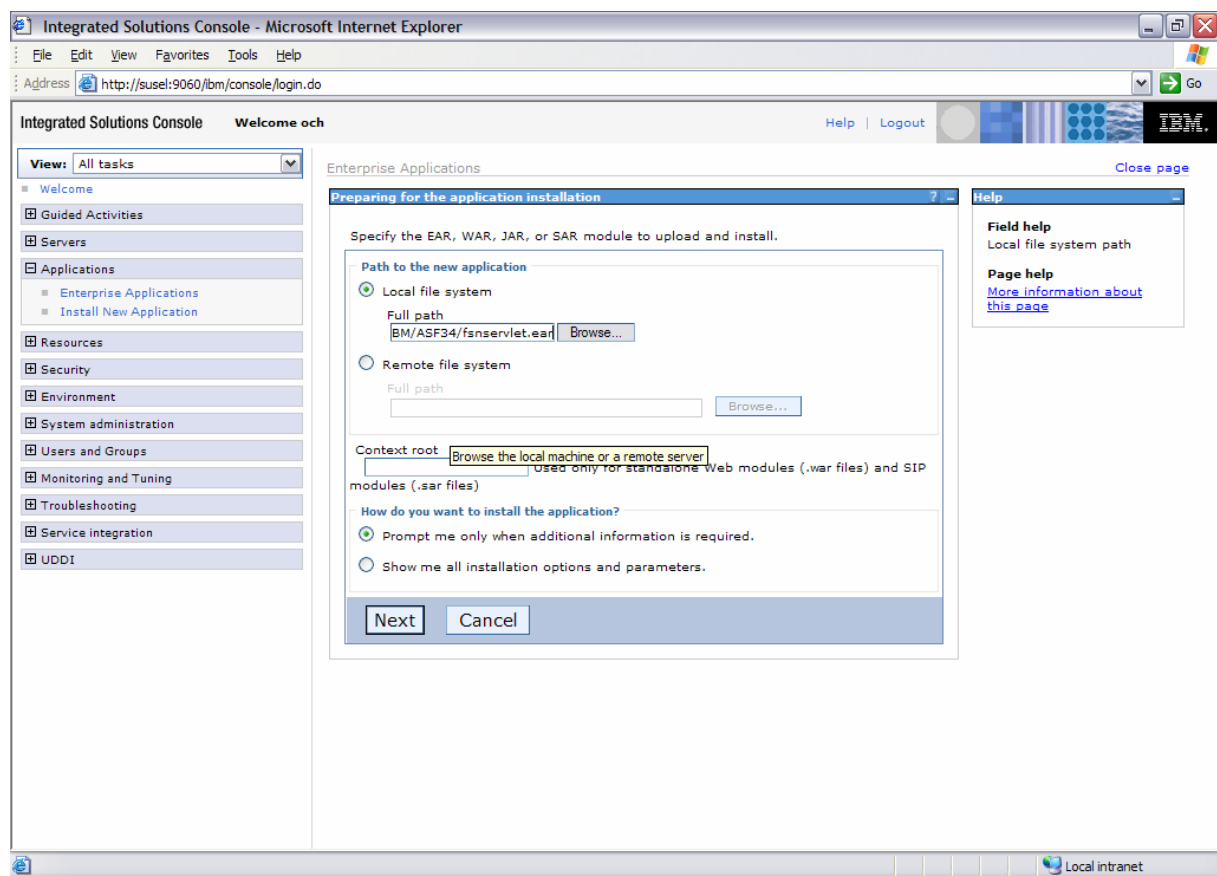 Integrated Solutions Console - Microsoft Internet Explorer
File Edit View Favorites Tools Help
Address http://susel:9060/ibm/console/login.do Go
Integrated Solutions Console Welcome och Help | Logout IBM.
View: All tasks
Welcome
Guided Activities
Servers
Applications
Enterprise Applications
Install New Application
Resources
Security
Environment
System administration
Users and Groups
Monitoring and Tuning
Troubleshooting
Service integration
UDDI
Enterprise Applications Close page
Preparing for the application installation ? -
Specify the EAR, WAR, JAR, or SAR module to upload and install.
Path to the new application
Local file system
Full path
BM/ASF34/fsnservlet.ear Browse...
Remote file system
Full path
Browse...
Context root
Browse the local machine or a remote server
Used only for standalone Web modules (.war files) and SIP
modules (.sar files)
How do you want to install the application?
Prompt me only when additional information is required.
Show me all installation options and parameters.
Next Cancel
Help -
Field help
Local file system path
Page help
More information about
this page
Local intranet